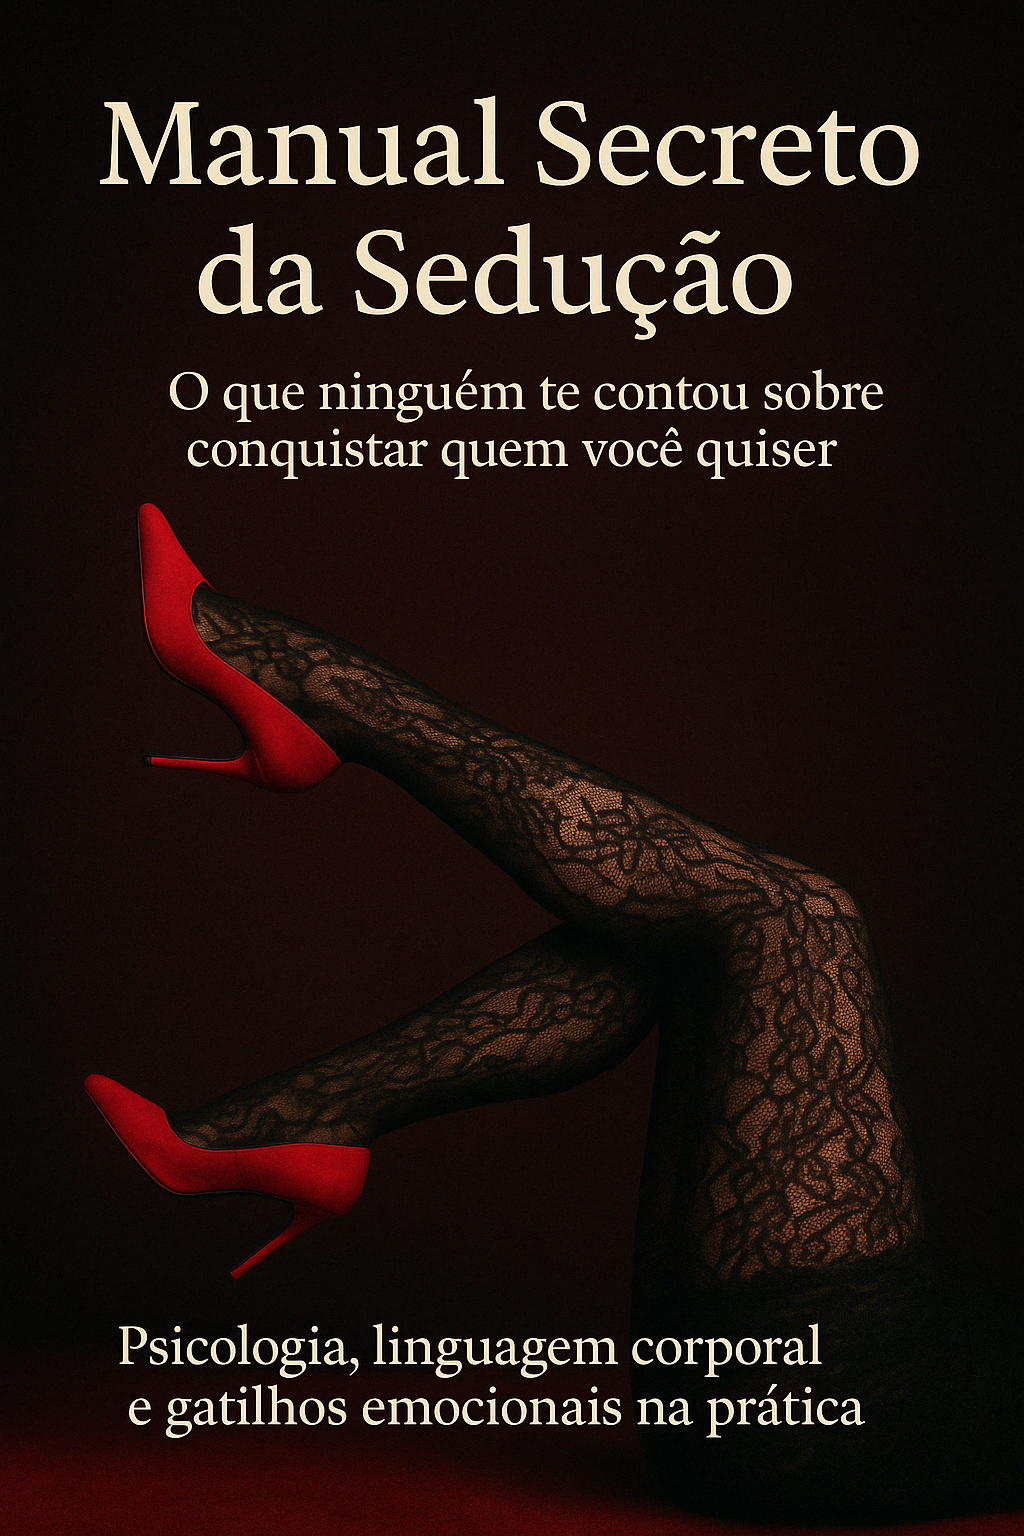 Manual Secreto
da Sedução
O que ninguém te contou sobre
conquistar quem você quiser
Psicologia, linguagem corporal
e gatilhos emocionais na prática